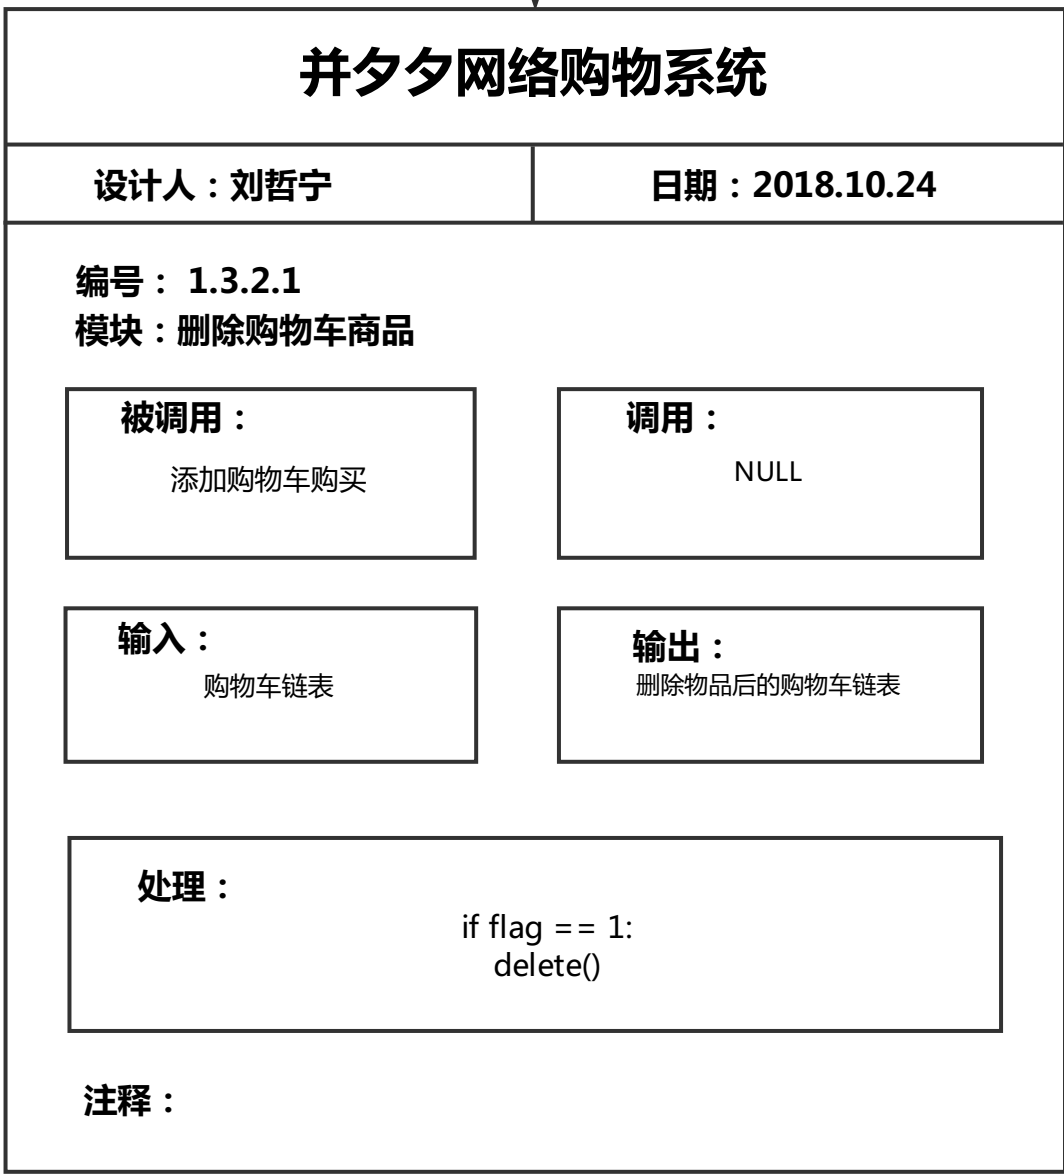 并夕夕网络购物系统
设计人：刘哲宁
日期：2018.10.24
编号： 1.3.2.1
模块：删除购物车商品
被调用：
添加购物车购买
调用：
NULL
输入：
购物车链表
输出：
删除物品后的购物车链表
处理：
if flag == 1:
delete()
注释：